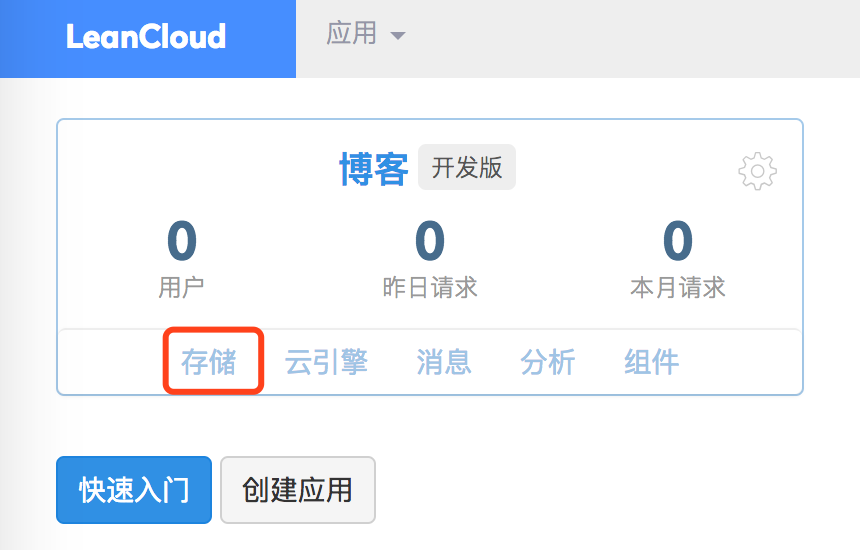 LeanCloud 应用
博客 开发版
0 0 0
用户 昨日请求 本月请求
存储 云引擎 消息 分析 组件
快速入门 创建应用